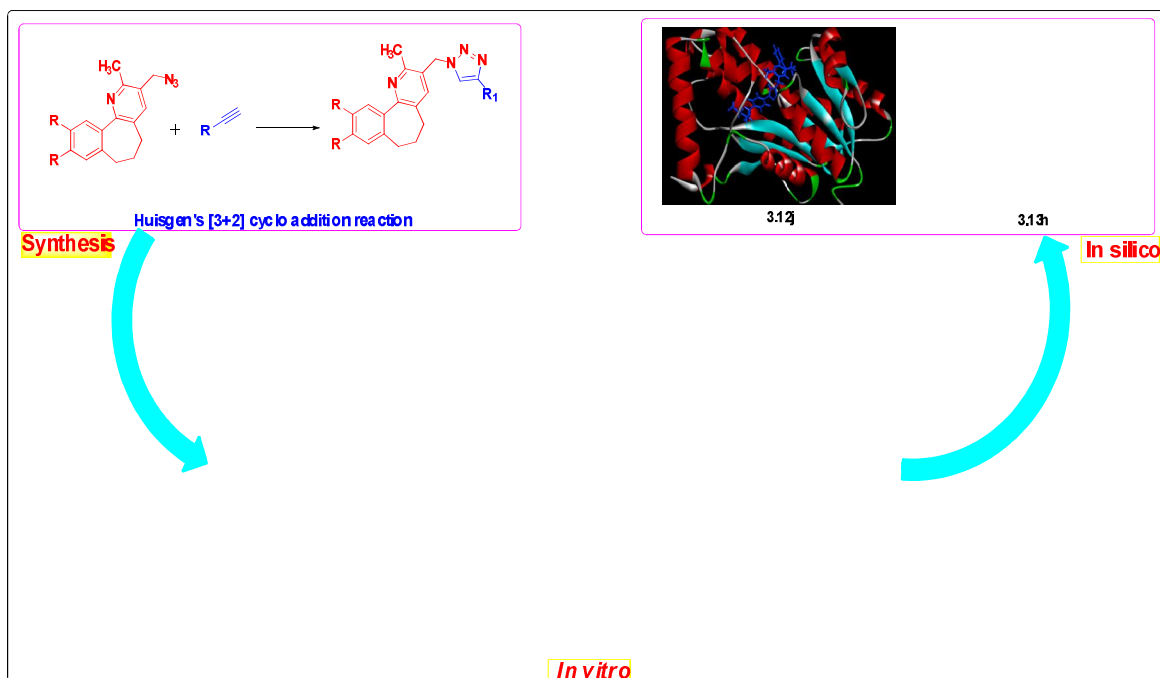 H₃C
N₃
N
R
R
+
R
H₃C
N
N
N
N
R₁
R
R
Huisgen's [3+2] cyclo addition reaction
Synthesis
3.12j
3.13h
In silico
In vitro